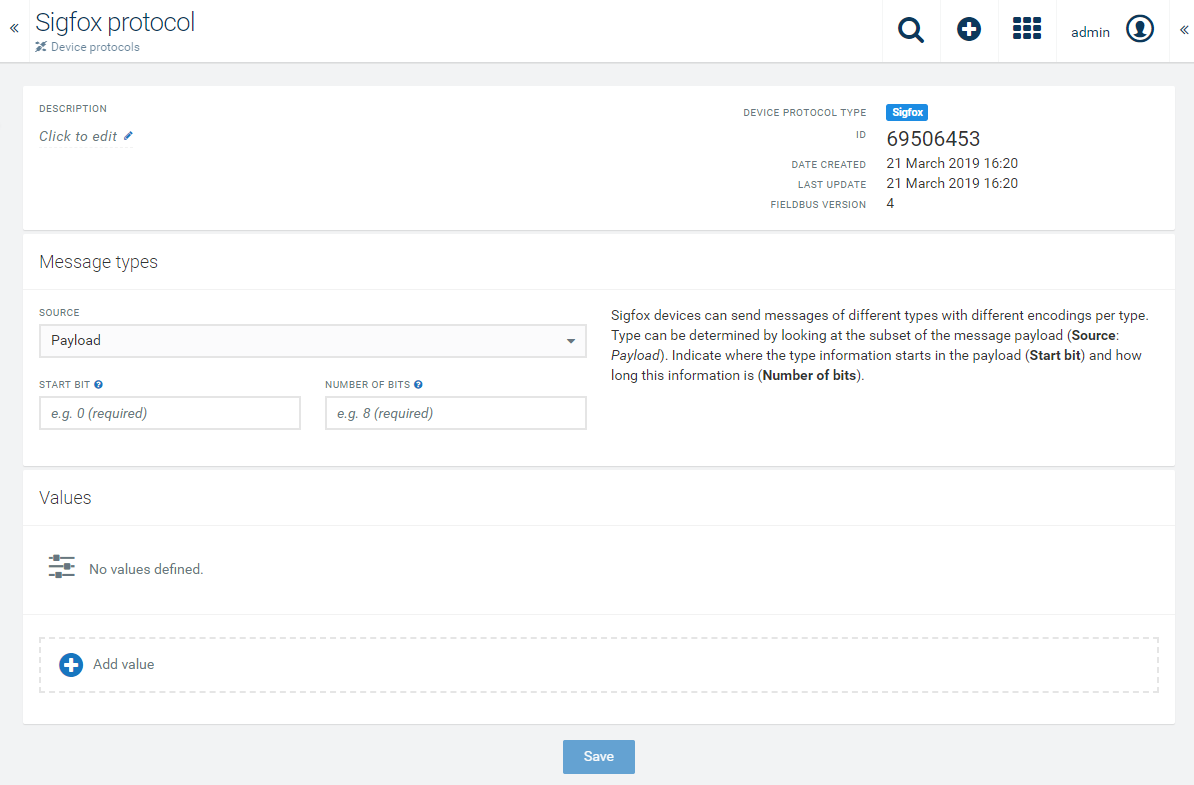 «
Sigfox protocol
Device protocols
admin
«
DESCRIPTION
Click to edit
DEVICE PROTOCOL TYPE Sigfox
ID 69506453
DATE CREATED 21 March 2019 16:20
LAST UPDATE 21 March 2019 16:20
FIELDBUS VERSION 4
Message types
SOURCE
Payload
START BIT ?
e.g. 0 (required)
NUMBER OF BITS ?
e.g. 8 (required)
Sigfox devices can send messages of different types with different encodings per type.
Type can be determined by looking at the subset of the message payload (Source:
Payload). Indicate where the type information starts in the payload (Start bit) and how
long this information is (Number of bits).
Values
No values defined.
Add value
Save